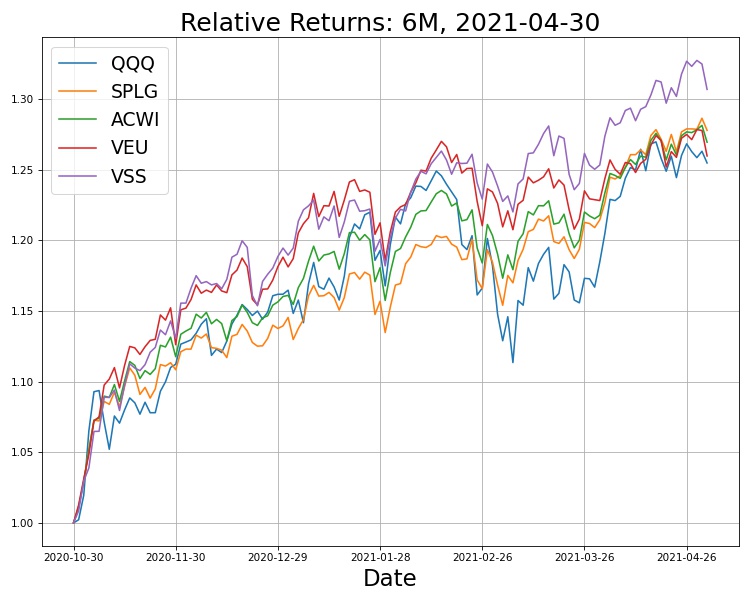 Relative Returns: 6M, 2021-04-30
QQQ
SPLG
ACWI
VEU
VSS
1.30
1.25
1.20
1.15
1.10
1.05
1.00
2020-10-30
2020-11-30
2020-12-29
2021-01-28
2021-02-26
2021-03-26
2021-04-26
Date